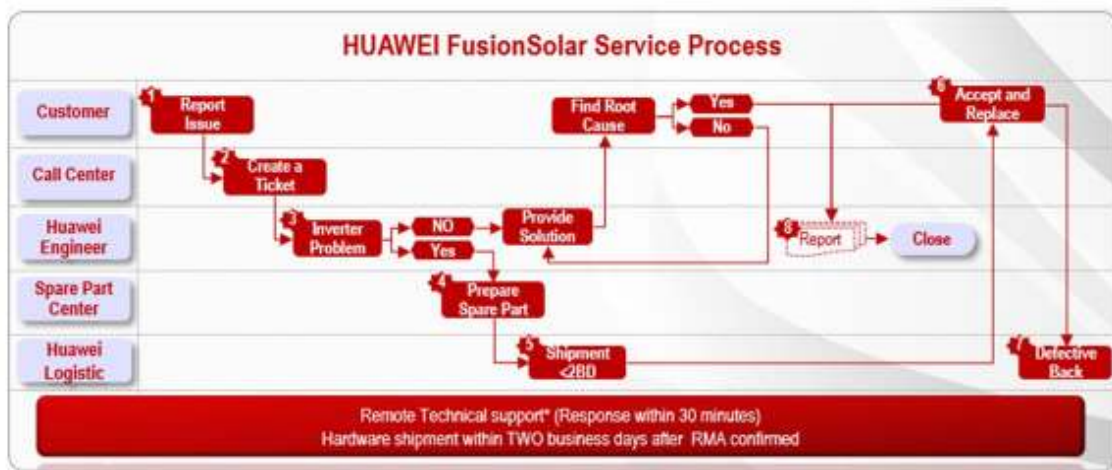 HUAWEI FusionSolar Service Process
Customer
1
Report
Issue
Find Root
Cause
Yes
No
6
Accept and
Replace
Call Center
2
Create a
Ticket
Huawei
Engineer
3
Inverter
Problem
NO
Yes
Provide
Solution
8
Report
Close
Spare Part
Center
4
Prepare
Spare Part
Huawei
Logistic
5
Shipment
<2BD
7
Defective
Back
Remote Technical support* (Response within 30 minutes)
Hardware shipment within TWO business days after RMA confirmed